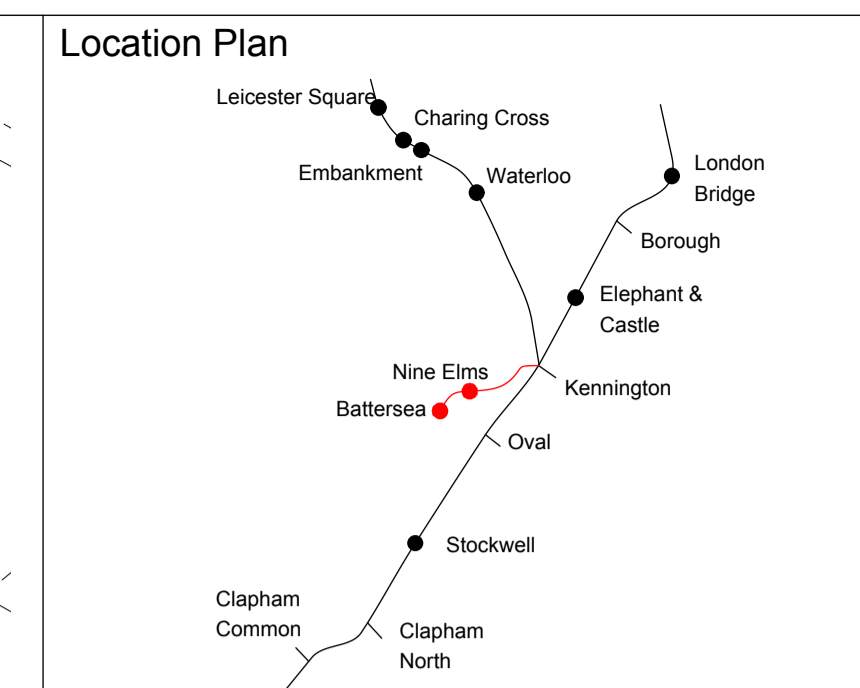 Location Plan
Leicester Square
Charing Cross
Embankment
Waterloo
London
Bridge
Borough
Elephant &
Castle
Nine Elms
Kennington
Battersea
Oval
Stockwell
Clapham
Common
Clapham
North